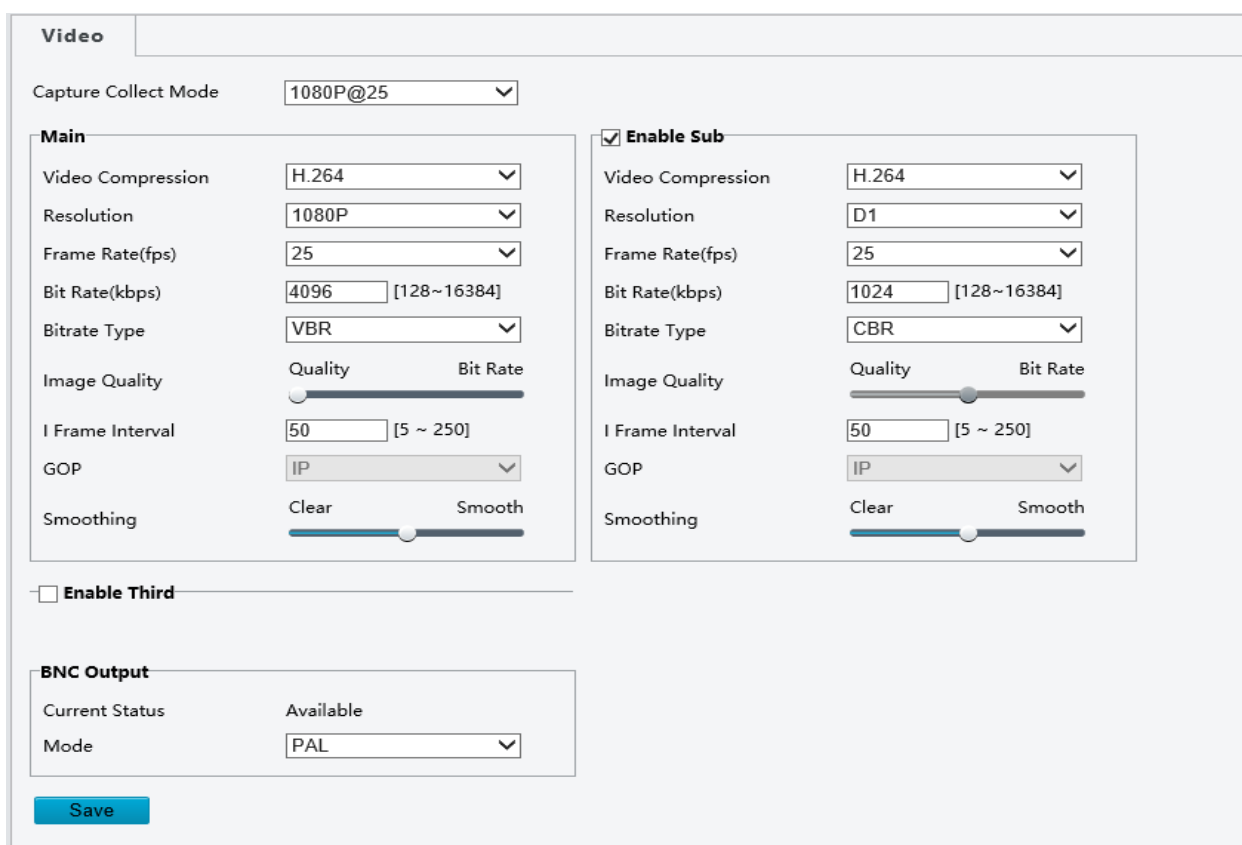 Video
Capture Collect Mode 1080P@25
Main
Video Compression H.264
Resolution 1080P
Frame Rate(fps) 25
Bit Rate(kbps) 4096 [128~16384]
Bitrate Type VBR
Image Quality Quality Bit Rate
I Frame Interval 50 [5 ~ 250]
GOP IP
Smoothing Clear Smooth
Enable Sub
Video Compression H.264
Resolution D1
Frame Rate(fps) 25
Bit Rate(kbps) 1024 [128~16384]
Bitrate Type CBR
Image Quality Quality Bit Rate
I Frame Interval 50 [5 ~ 250]
GOP IP
Smoothing Clear Smooth
Enable Third
BNC Output
Current Status Available
Mode PAL
Save